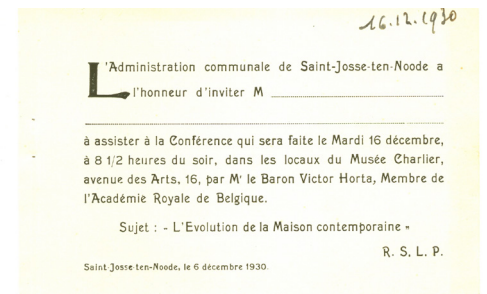 16.12.1930
L'Administration communale de Saint-Josse-ten-Noode a
l'honneur d'inviter M
à assister à la Conférence qui sera faite le Mardi 16 décembre,
à 8 1/2 heures du soir, dans les locaux du Musée Charlier,
avenue des Arts, 16, par Mr le Baron Victor Horta, Membre de
l'Académie Royale de Belgique.
Sujet : « L'Evolution de la Maison contemporaine »
R. S. L. P.
Saint-Josse-ten-Noode, le 6 décembre 1930.